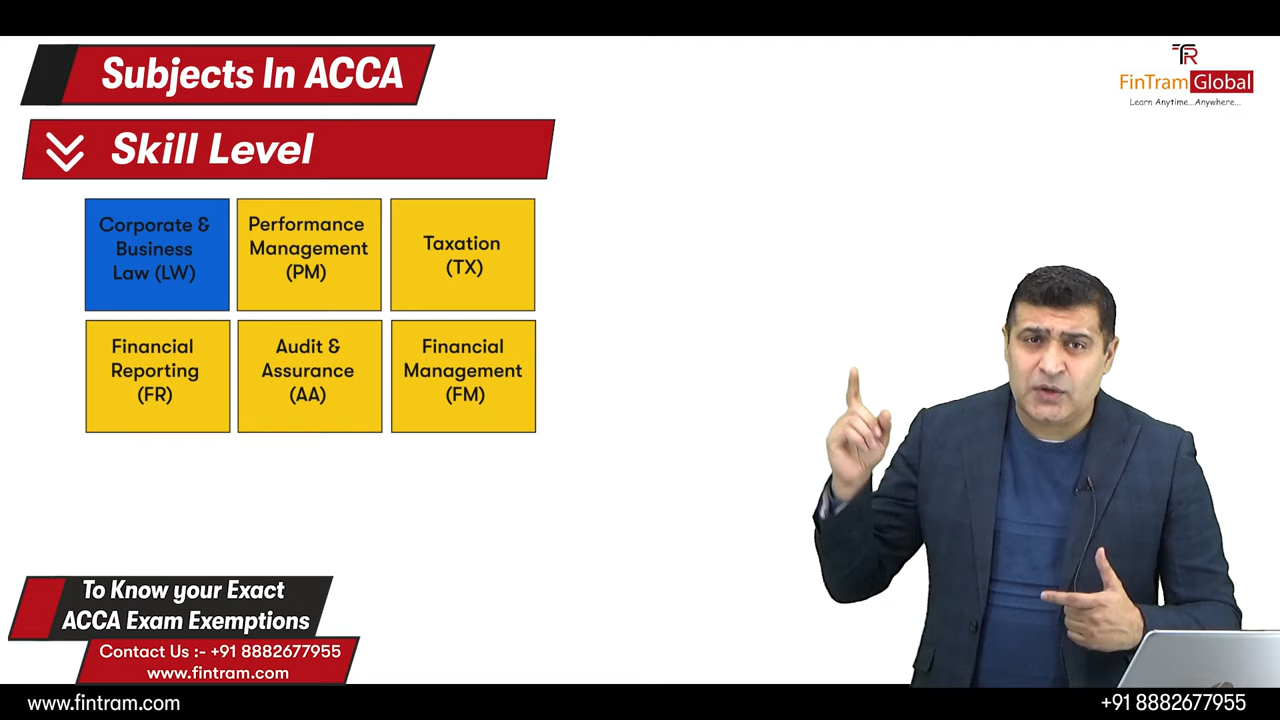 Subjects In ACCA
FR
FinTram Global
Learn Anytime...Anywhere...
Skill Level
Corporate &
Business
Law (LW)
Performance
Management
(PM)
Taxation
(TX)
Financial
Reporting
(FR)
Audit &
Assurance
(AA)
Financial
Management
(FM)
To Know your Exact
ACCA Exam Exemptions
Contact Us :- +91 8882677955
www.fintram.com
www.fintram.com
+91 8882677955